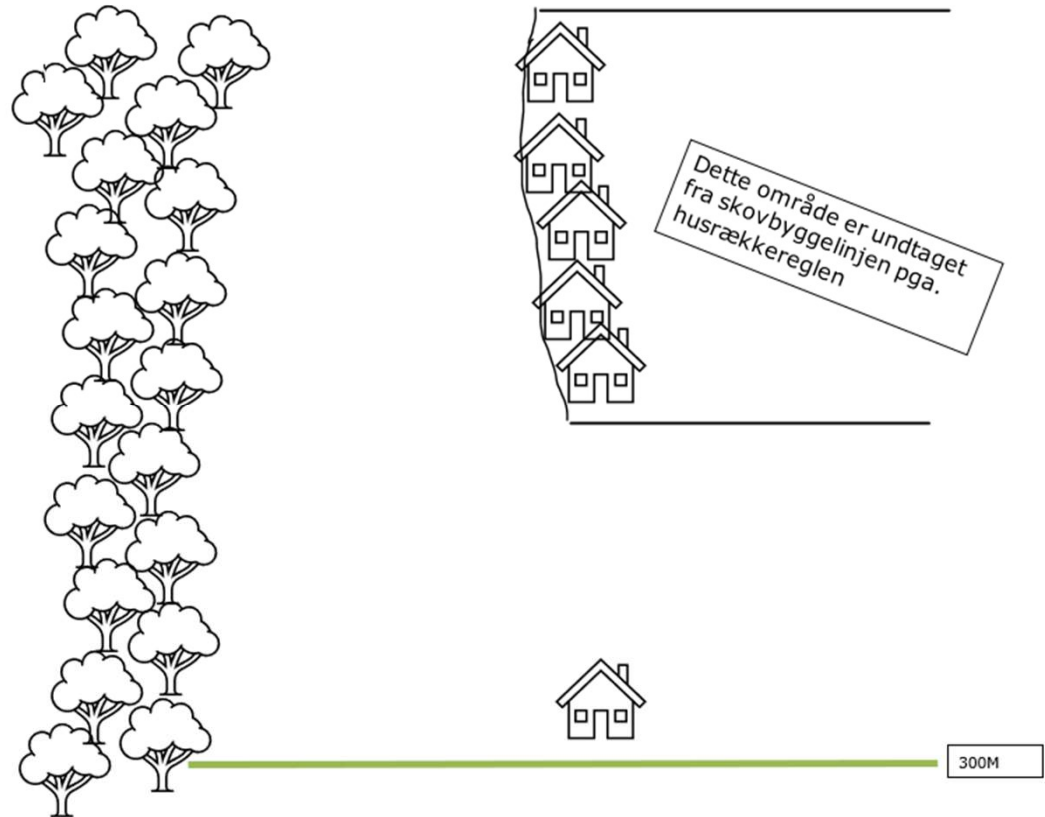 Dette område er undtaget
fra skovbyggelinjen pga.
husrækkereglen
300M